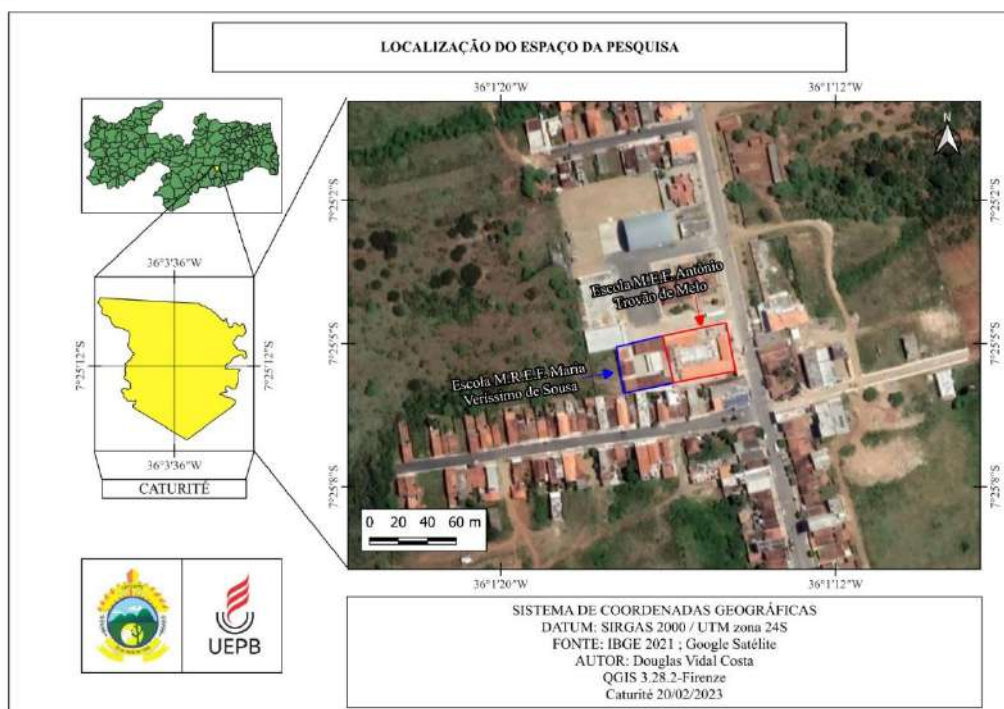 LOCALIZAÇÃO DO ESPAÇO DA PESQUISA
36°1'20"W
36°1'12"W
N
7°25'2"S
7°25'2"S
36°3'36"W
Escola M.E.F. Antônio
Trovão de Melo
7°25'5"S
7°25'5"S
7°25'12"S
7°25'12"S
Escola M.R.E.F. Maria
Veríssimo de Sousa
36°3'36"W
CATURITÉ
7°25'8"S
7°25'8"S
0 20 40 60 m
36°1'20"W
36°1'12"W
UEPB
SISTEMA DE COORDENADAS GEOGRÁFICAS
DATUM: SIRGAS 2000 / UTM zona 24S
FONTE: IBGE 2021 ; Google Satélite
AUTOR: Douglas Vidal Costa
QGIS 3.28.2-Firenze
Caturité 20/02/2023